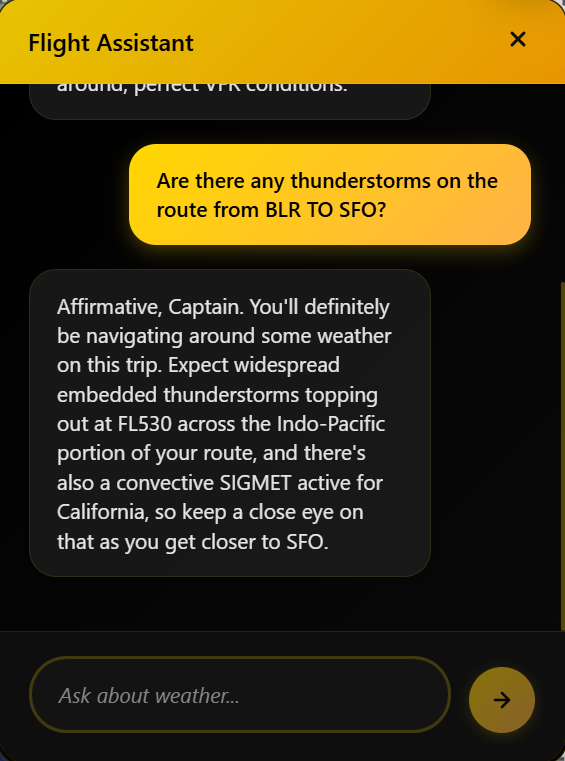 Flight Assistant
around, perfect VFR conditions.
Are there any thunderstorms on the
route from BLR TO SFO?
Affirmative, Captain. You'll definitely
be navigating around some weather
on this trip. Expect widespread
embedded thunderstorms topping
out at FL530 across the Indo-Pacific
portion of your route, and there's
also a convective SIGMET active for
California, so keep a close eye on
that as you get closer to SFO.
Ask about weather...